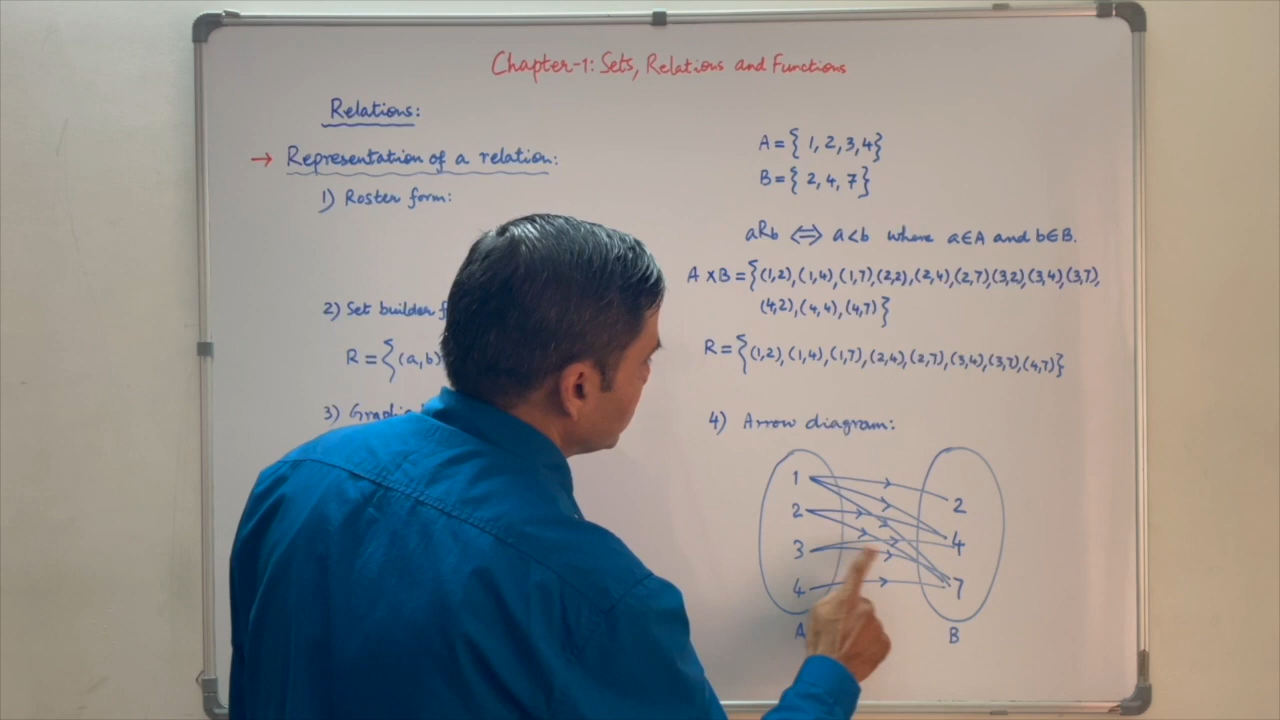 Chapter-1: Sets, Relations and Functions
Relations:
→ Representation of a relation:
1) Roster form:
2) Set builder
R = {(a,b)
3)
A = { 1, 2, 3, 4}
B = { 2, 4, 7 }
aRb ⇔ a<b where a∈A and b∈B.
A × B = {(1,2),(1,4),(1,7),(2,2),(2,4),(2,7),(3,2),(3,4),(3,7),
(4,2),(4,4),(4,7)}
R = {(1,2),(1,4),(1,7),(2,4),(2,7),(3,4),(3,7),(4,7)}
4) Arrow diagram:
1
2
3
4
A
2
4
7
B